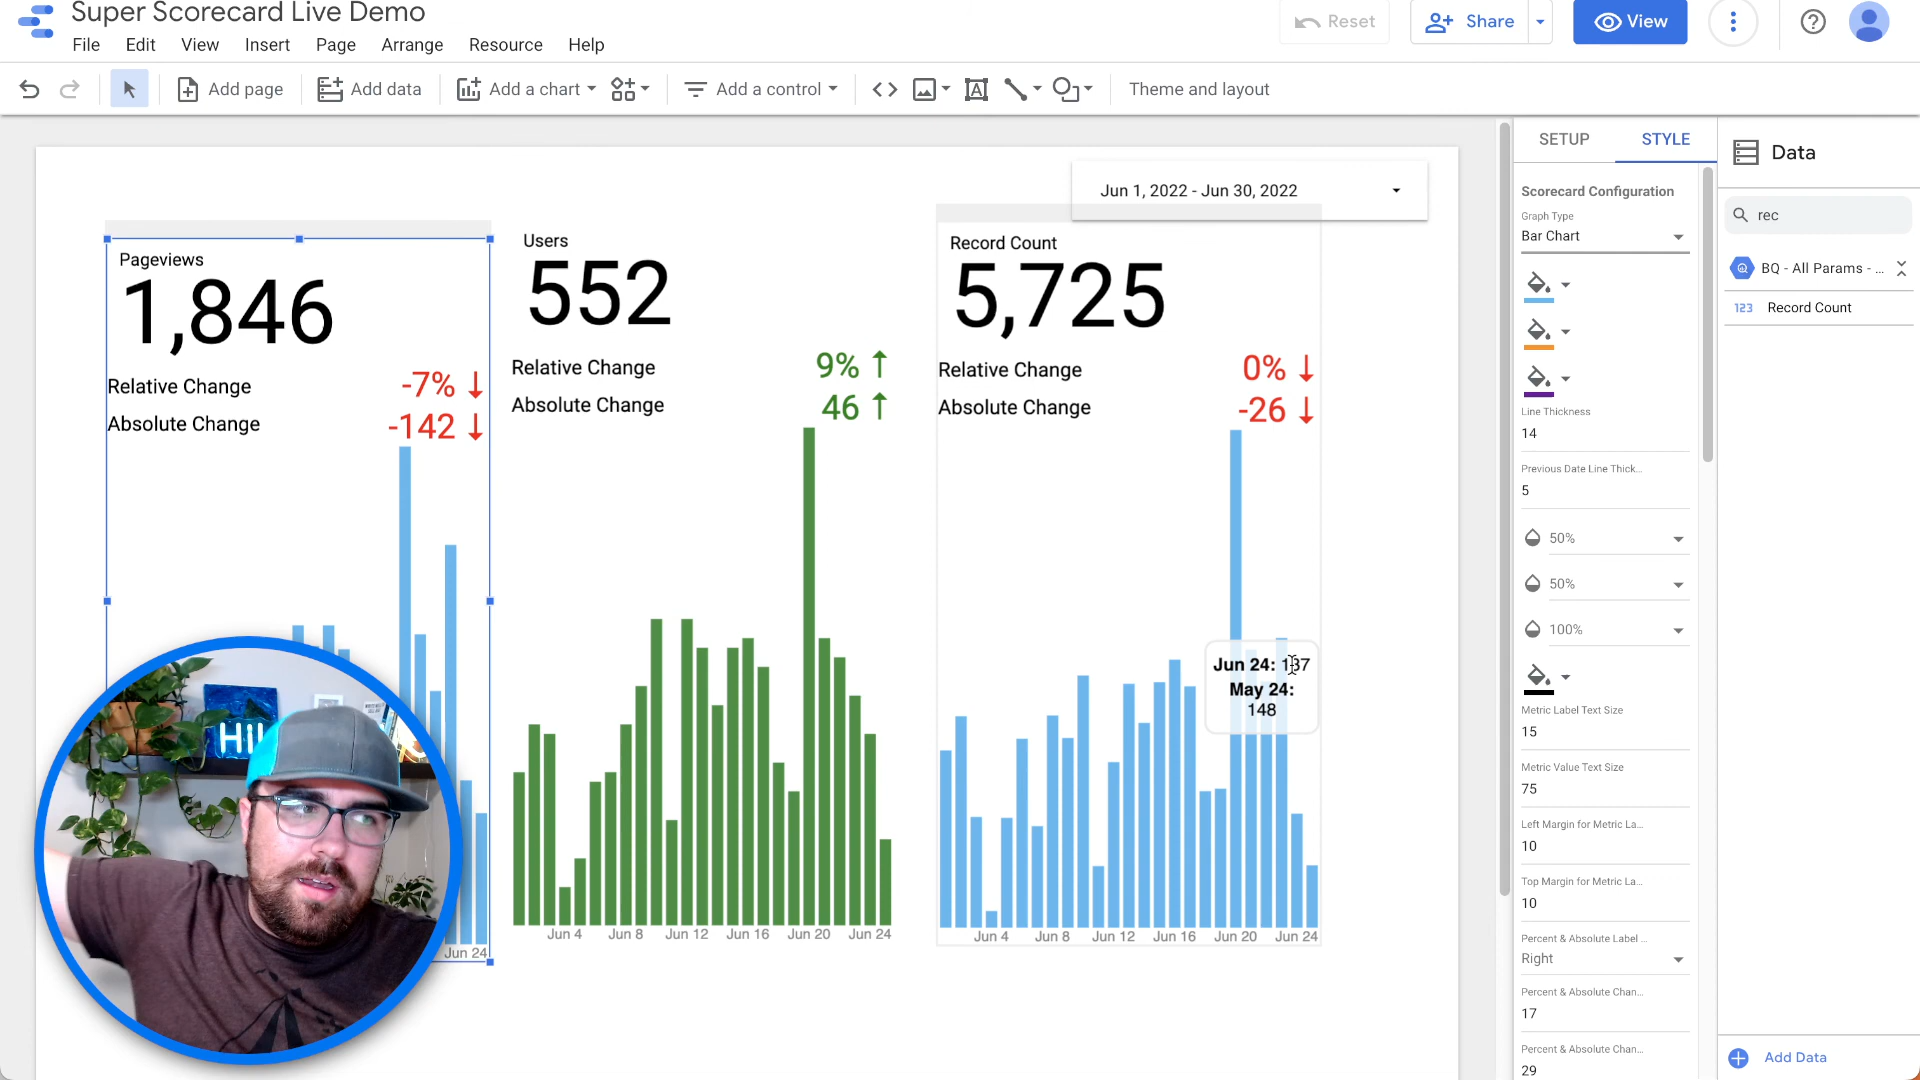 Super Scorecard Live Demo
File Edit View Insert Page Arrange Resource Help
Reset
Share
View
Add page
Add data
Add a chart
Add a control
Theme and layout
Jun 1, 2022 - Jun 30, 2022
Pageviews
1,846
Relative Change -7% ↓
Absolute Change -142 ↓
Jun 24
Users
552
Relative Change 9% ↑
Absolute Change 46 ↑
Jun 4 Jun 8 Jun 12 Jun 16 Jun 20 Jun 24
Record Count
5,725
Relative Change 0% ↓
Absolute Change -26 ↓
Jun 24: 137
May 24:
148
Jun 4 Jun 8 Jun 12 Jun 16 Jun 20 Jun 24
SETUP STYLE
Scorecard Configuration
Graph Type
Bar Chart
Line Thickness
14
Previous Date Line Thick...
5
50%
50%
100%
Metric Label Text Size
15
Metric Value Text Size
75
Left Margin for Metric La...
10
Top Margin for Metric La...
10
Percent & Absolute Label ...
Right
Percent & Absolute Chan...
17
Percent & Absolute Chan...
29
Data
rec
BQ - All Params - ...
123 Record Count
Add Data